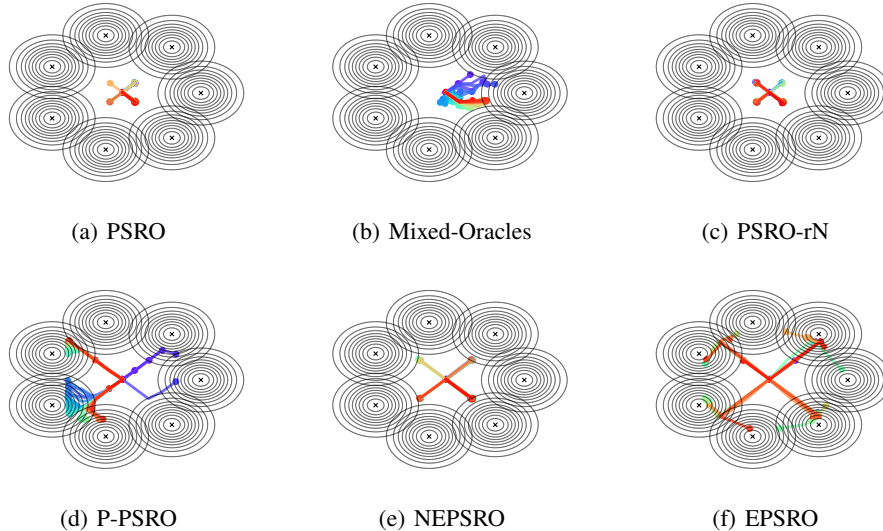 (a) PSRO
(b) Mixed-Oracles
(c) PSRO-rN
(d) P-PSRO
(e) NEPSRO
(f) EPSRO